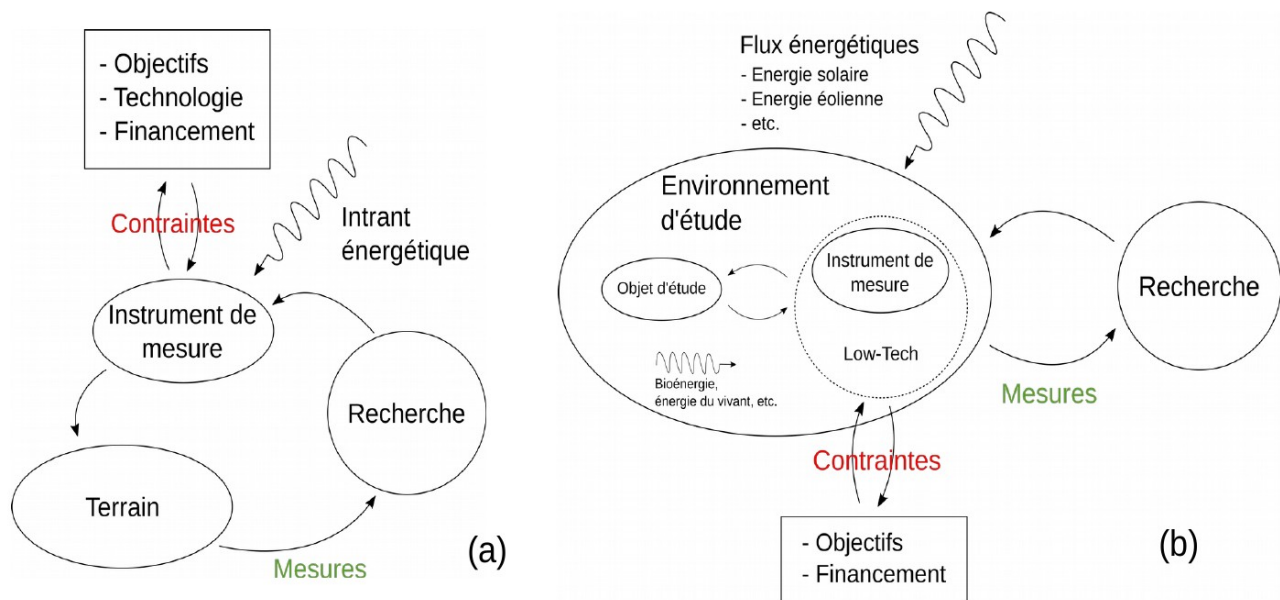 - Objectifs
- Technologie
- Financement
Contraintes
Intrant
énergétique
Instrument de
mesure
Recherche
Terrain
Mesures
(a)
Flux énergétiques
- Energie solaire
- Energie éolienne
- etc.
Environnement
d'étude
Instrument de
mesure
Objet d'étude
Low-Tech
Bioénergie,
énergie du vivant, etc.
Recherche
Mesures
Contraintes
- Objectifs
- Financement
(b)